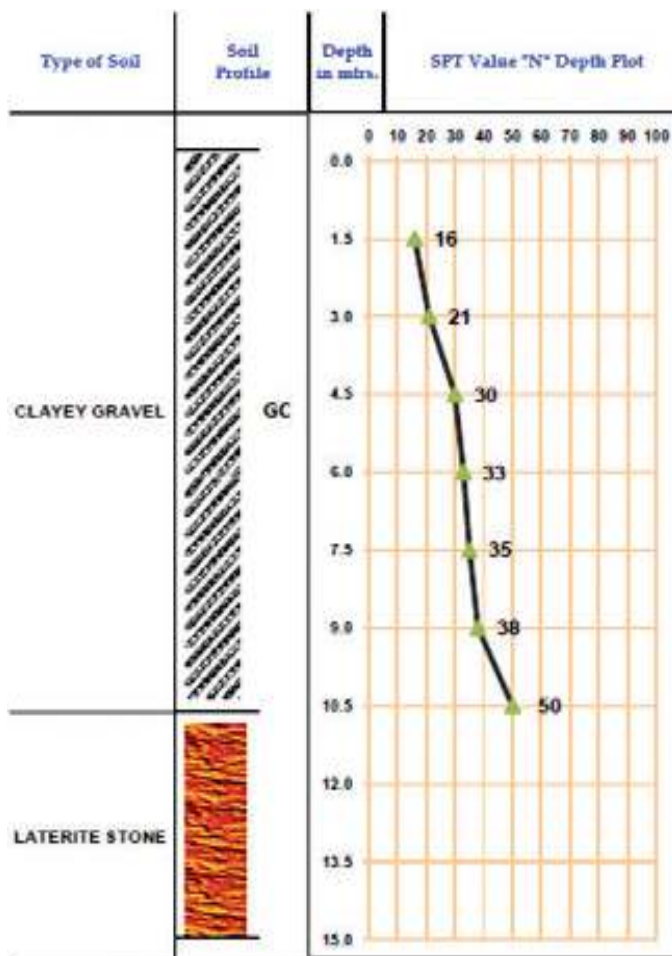 Type of Soil
Soil
Profile
Depth
in mtrs.
SPT Value "N" Depth Plot
0 10 20 30 40 50 60 70 80 90 100
0.0
1.5
16
3.0
21
CLAYEY GRAVEL
GC
4.5
30
6.0
33
7.5
35
9.0
38
10.5
50
12.0
LATERITE STONE
13.5
15.0